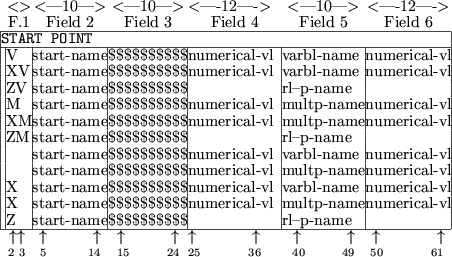 <> <—10—> <—10—> <—-12—-> <—10—> <—-12—->
F.1 Field 2 Field 3 Field 4 Field 5 Field 6
START POINT
V start-name$$$$$$$$$$numerical-vl varbl-name numerical-vl
XV start-name$$$$$$$$$$numerical-vl varbl-name numerical-vl
ZV start-name$$$$$$$$$$ rl–p-name
M start-name$$$$$$$$$$numerical-vl multp-name numerical-vl
XM start-name$$$$$$$$$$numerical-vl multp-name numerical-vl
ZM start-name$$$$$$$$$$ rl–p-name
start-name$$$$$$$$$$numerical-vl varbl-name numerical-vl
start-name$$$$$$$$$$numerical-vl multp-name numerical-vl
X start-name$$$$$$$$$$numerical-vl varbl-name numerical-vl
X start-name$$$$$$$$$$numerical-vl multp-name numerical-vl
Z start-name$$$$$$$$$$ rl–p-name
↑↑ ↑ ↑ ↑ ↑ ↑ ↑ ↑ ↑ ↑ ↑
2 3 5 14 15 24 25 36 40 49 50 61